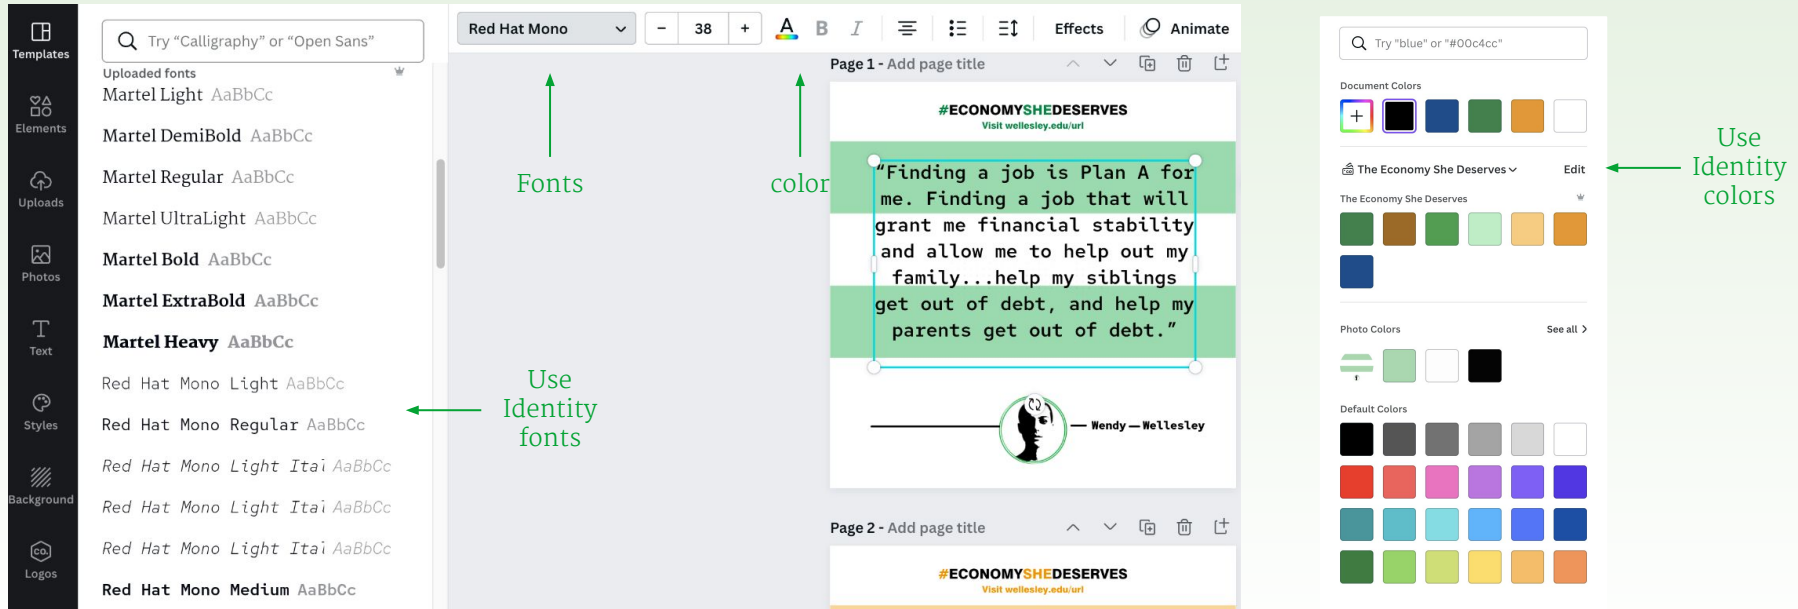 Templates
Elements
Uploads
Photos
Text
Styles
Background
CO.
Logos
Try “Calligraphy” or “Open Sans”
Uploaded fonts
Martel Light AaBbCc
Martel DemiBold AaBbCc
Martel Regular AaBbCc
Martel UltraLight AaBbCc
Martel Bold AaBbCc
Martel ExtraBold AaBbCc
Martel Heavy AaBbCc
Red Hat Mono Light AaBbCc
Red Hat Mono Regular AaBbCc
Red Hat Mono Light Ital AaBbCc
Red Hat Mono Light Ital AaBbCc
Red Hat Mono Light Ital AaBbCc
Red Hat Mono Medium AaBbCc
Use
Identity
fonts
Red Hat Mono − 38 + A B I Effects Animate
Fonts
color
Page 1 - Add page title
#ECONOMYSHEDESERVES
Visit wellesley.edu/url
“Finding a job is Plan A for
me. Finding a job that will
grant me financial stability
and allow me to help out my
family...help my siblings
get out of debt, and help my
parents get out of debt.”
Wendy — Wellesley
Page 2 - Add page title
#ECONOMYSHEDESERVES
Visit wellesley.edu/url
Try "blue" or "#00c4cc"
Document Colors
+
The Economy She Deserves Edit
The Economy She Deserves
Photo Colors See all
Default Colors
Use
Identity
colors